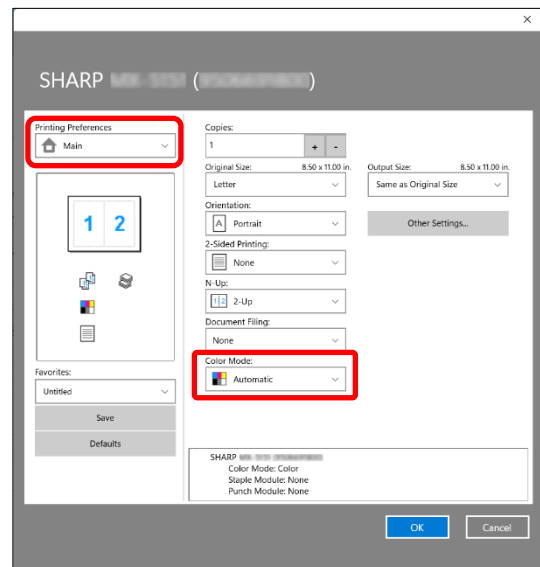 SHARP ( )
Printing Preferences
Main
1 2
Favorites:
Untitled
Save
Defaults
Copies:
1 + -
Original Size: 8.50 x 11.00 in.
Letter
Orientation:
A Portrait
2-Sided Printing:
None
N-Up:
1 2 2-Up
Document Filing:
None
Color Mode:
Automatic
Output Size: 8.50 x 11.00 in.
Same as Original Size
Other Settings...
SHARP
Color Mode: Color
Staple Module: None
Punch Module: None
OK Cancel